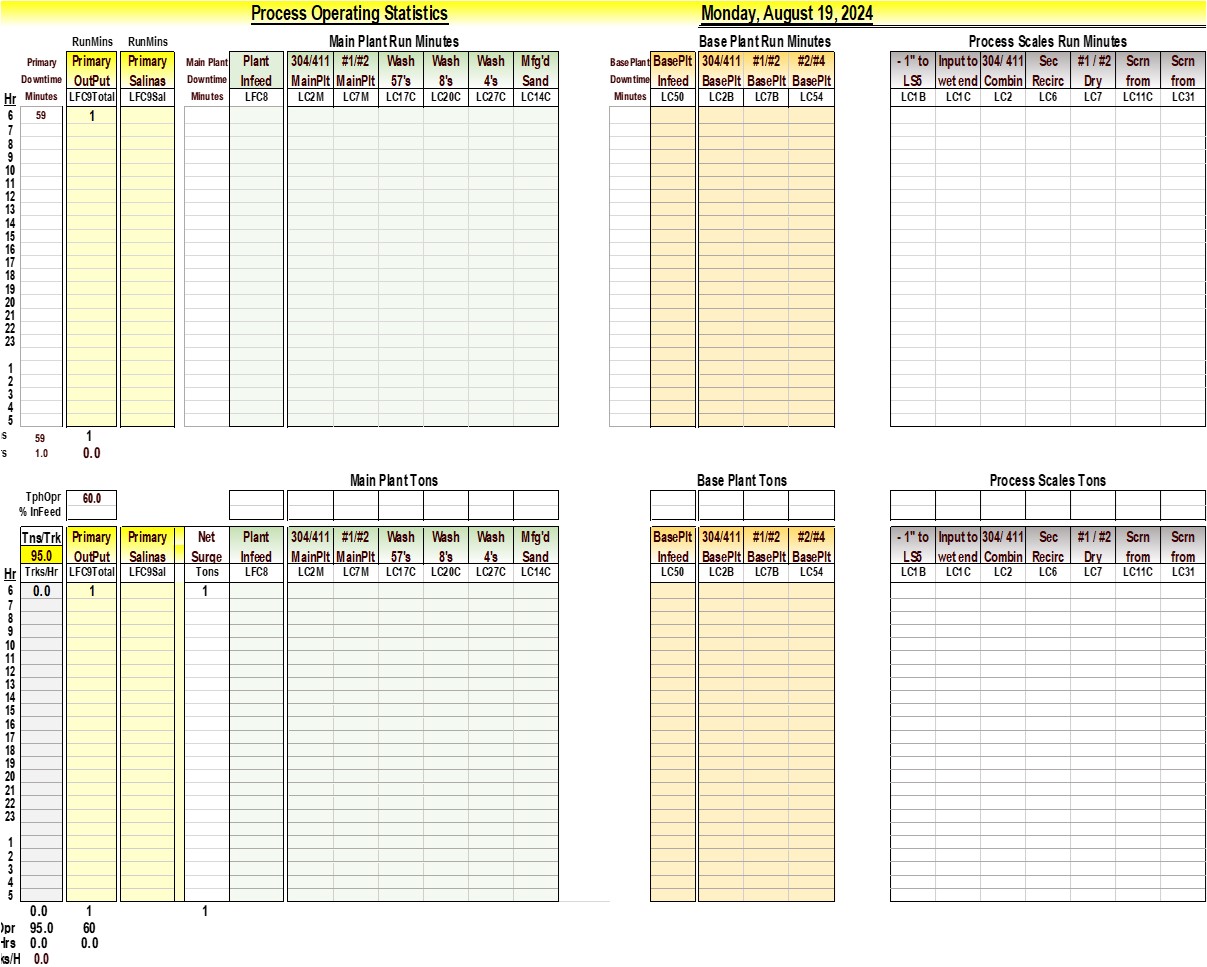 Process Operating Statistics Monday, August 19, 2024
RunMins RunMins Main Plant Run Minutes Base Plant Run Minutes Process Scales Run Minutes
Primary Primary Primary Main Plant Plant 304/411 #1/#2 Wash Wash Wash Mfg'd BasePlant BasePlt 304/411 #1/#2 #2/#4 - 1" to Input to 304/ 411 Sec #1 / #2 Scrn Scrn
Downtime OutPut Salinas Downtime Infeed MainPlt MainPlt 57's 8's 4's Sand Downtime Infeed BasePlt BasePlt BasePlt LS5 wet end Combin Recirc Dry from from
Hr Minutes LFC9Total LFC9Sal Minutes LFC8 LC2M LC7M LC17C LC20C LC27C LC14C Minutes LC50 LC2B LC7B LC54 LC1B LC1C LC2 LC6 LC7 LC11C LC31
6 59 1
7
8
9
10
11
12
13
14
15
16
17
18
19
20
21
22
23
1
2
3
4
5
s 59 1
's 1.0 0.0
Main Plant Tons Base Plant Tons Process Scales Tons
TphOpr 60.0
% InFeed
Tns/Trk Primary Primary Net Plant 304/411 #1/#2 Wash Wash Wash Mfg'd BasePlt 304/411 #1/#2 #2/#4 - 1" to Input to 304/ 411 Sec #1 / #2 Scrn Scrn
95.0 OutPut Salinas Surge Infeed MainPlt MainPlt 57's 8's 4's Sand Infeed BasePlt BasePlt BasePlt LS5 wet end Combin Recirc Dry from from
Hr Trks/Hr LFC9Total LFC9Sal Tons LFC8 LC2M LC7M LC17C LC20C LC27C LC14C LC50 LC2B LC7B LC54 LC1B LC1C LC2 LC6 LC7 LC11C LC31
6 0.0 1 1
7
8
9
10
11
12
13
14
15
16
17
18
19
20
21
22
23
1
2
3
4
5
0.0 1 1
Opr 95.0 60
Hrs 0.0 0.0
ks/H 0.0